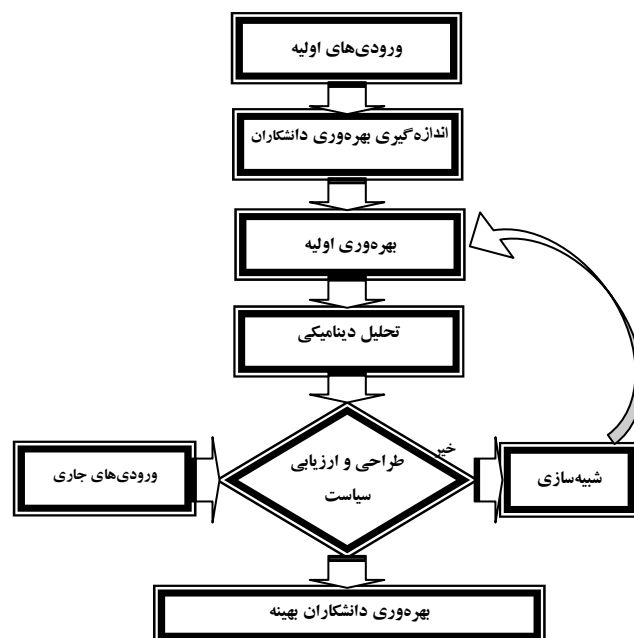 ورودی‌های اولیه
اندازه‌گیری بهره‌وری دانشکاران
بهره‌وری اولیه
تحلیل دینامیکی
خیر
طراحی و ارزیابی
سیاست
ورودی‌های جاری
شبیه‌سازی
بهره‌وری دانشکاران بهینه